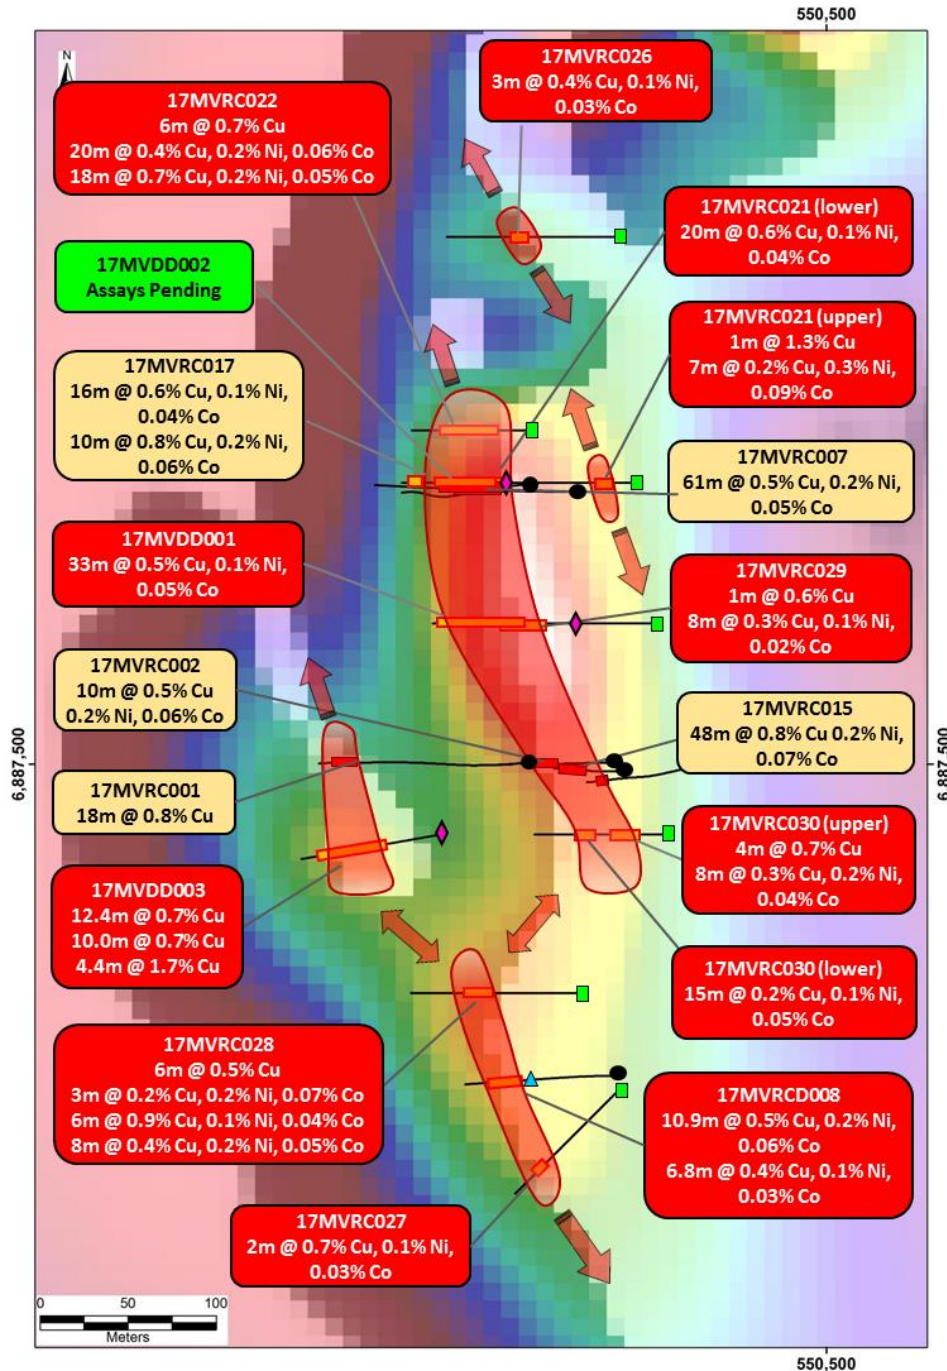 550,500
N
17MVRC026
3m @ 0.4% Cu, 0.1% Ni,
0.03% Co
17MVRC022
6m @ 0.7% Cu
20m @ 0.4% Cu, 0.2% Ni, 0.06% Co
18m @ 0.7% Cu, 0.2% Ni, 0.05% Co
17MVRC021 (lower)
20m @ 0.6% Cu, 0.1% Ni,
0.04% Co
17MVDD002
Assays Pending
17MVRC021 (upper)
1m @ 1.3% Cu
7m @ 0.2% Cu, 0.3% Ni,
0.09% Co
17MVRC017
16m @ 0.6% Cu, 0.1% Ni,
0.04% Co
10m @ 0.8% Cu, 0.2% Ni,
0.06% Co
17MVRC007
61m @ 0.5% Cu, 0.2% Ni,
0.05% Co
17MVDD001
33m @ 0.5% Cu, 0.1% Ni,
0.05% Co
17MVRC029
1m @ 0.6% Cu
8m @ 0.3% Cu, 0.1% Ni,
0.02% Co
17MVRC002
10m @ 0.5% Cu
0.2% Ni, 0.06% Co
17MVRC015
48m @ 0.8% Cu 0.2% Ni,
0.07% Co
6,887,500
6,887,500
17MVRC001
18m @ 0.8% Cu
17MVRC030 (upper)
4m @ 0.7% Cu
8m @ 0.3% Cu, 0.2% Ni,
0.04% Co
17MVDD003
12.4m @ 0.7% Cu
10.0m @ 0.7% Cu
4.4m @ 1.7% Cu
17MVRC030 (lower)
15m @ 0.2% Cu, 0.1% Ni,
0.05% Co
17MVRC028
6m @ 0.5% Cu
3m @ 0.2% Cu, 0.2% Ni, 0.07% Co
6m @ 0.9% Cu, 0.1% Ni, 0.04% Co
8m @ 0.4% Cu, 0.2% Ni, 0.05% Co
17MVRCD008
10.9m @ 0.5% Cu, 0.2% Ni,
0.06% Co
6.8m @ 0.4% Cu, 0.1% Ni,
0.03% Co
17MVRC027
2m @ 0.7% Cu, 0.1% Ni,
0.03% Co
0 50 100
Meters
550,500